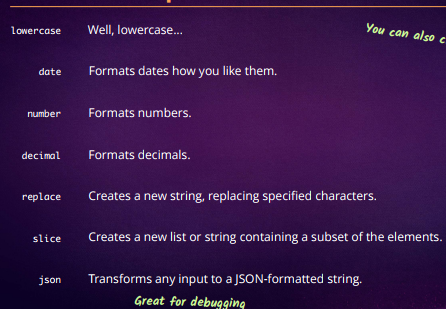 lowercase Well, lowercase...
You can also c
date Formats dates how you like them.
number Formats numbers.
decimal Formats decimals.
replace Creates a new string, replacing specified characters.
slice Creates a new list or string containing a subset of the elements.
json Transforms any input to a JSON-formatted string.
Great for debugging